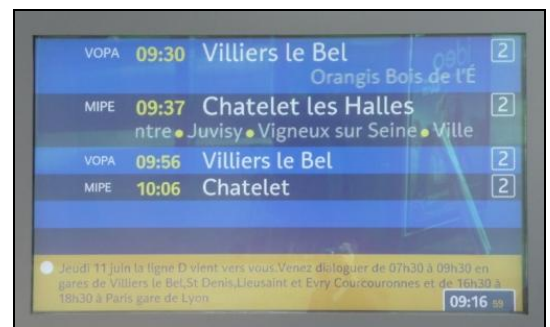 VOPA 09:30 Villiers le Bel 2
Orangis Bois de l'É
MIPE 09:37 Chatelet les Halles 2
ntre • Juvisy • Vigneux sur Seine • Ville
VOPA 09:56 Villiers le Bel 2
MIPE 10:06 Chatelet 2
Jeudi 11 juin la ligne D vient vers vous.Venez dialoguer de 07h30 à 09h30 en
gares de Villiers le Bel,St Denis,Lieusaint et Evry Courcouronnes et de 16h30 à
18h30 à Paris gare de Lyon
09:16 59